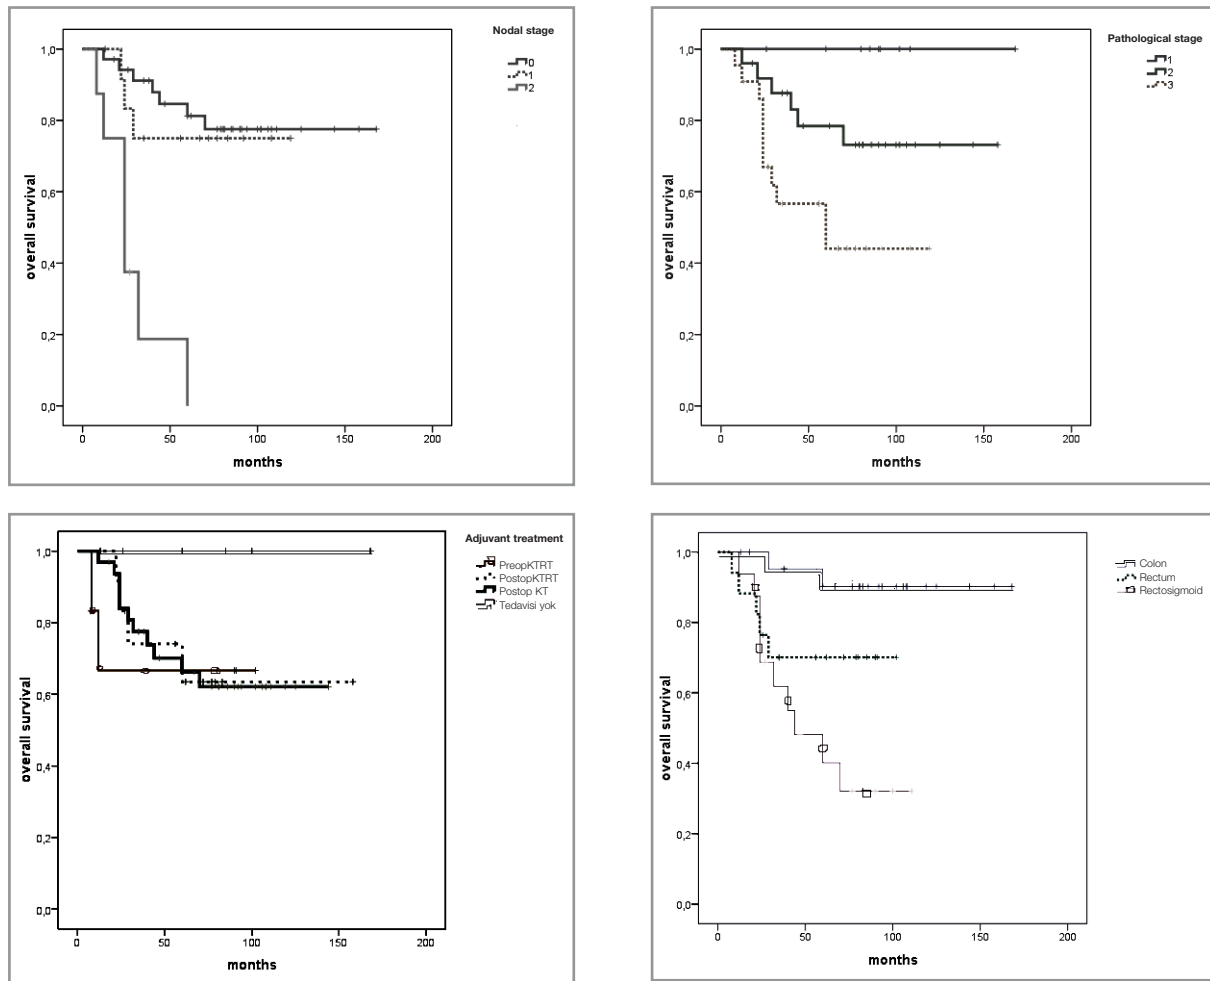 Nodal stage
0
1
2
1,0
0,8
0,6
0,4
0,2
0,0
overall survival
0 50 100 150 200
months
Pathological stage
1
2
3
1,0
0,8
0,6
0,4
0,2
0,0
overall survival
0 50 100 150 200
months
Adjuvant treatment
PreopKTRT
PostopKTRT
Postop KT
Tedavisi yok
1,0
0,8
0,6
0,4
0,2
0,0
overall survival
0 50 100 150 200
months
Colon
Rectum
Rectosigmoid
1,0
0,8
0,6
0,4
0,2
0,0
overall survival
0 50 100 150 200
months